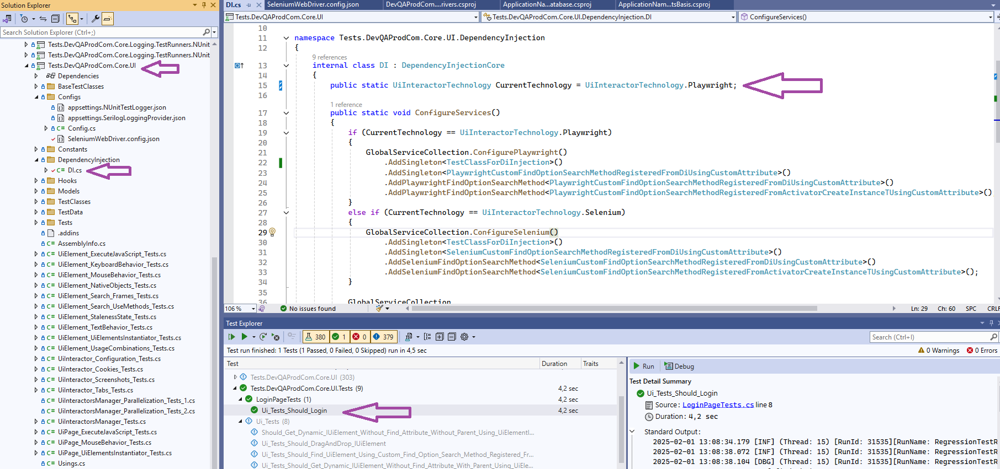 Solution Explorer
Search Solution Explorer (Ctrl+;)
Tests.DevQAProdCom.Core.Logging.TestRunners.NUnit
Tests.DevQAProdCom.Core.Logging.TestRunners.NUnit
Tests.DevQAProdCom.Core.UI
Dependencies
BaseTestClasses
Configs
appsettings.NUnitTestLogger.json
appsettings.SerilogLoggingProvider.json
C# Config.cs
SeleniumWebDriver.config.json
Constants
DependencyInjection
C# DI.cs
Hooks
Models
TestClasses
TestData
Tests
.addins
C# AssemblyInfo.cs
C# UiElement_ExecuteJavaScript_Tests.cs
C# UiElement_KeyboardBehavior_Tests.cs
C# UiElement_MouseBehavior_Tests.cs
C# UiElement_NativeObjects_Tests.cs
C# UiElement_Search_Frames_Tests.cs
C# UiElement_Search_UseMethods_Tests.cs
C# UiElement_StalenessState_Tests.cs
C# UiElement_TextBehavior_Tests.cs
C# UiElement_UiElementsInstantiator_Tests.cs
C# UiElement_UsageCombinations_Tests.cs
C# UiInteractor_Configuration_Tests.cs
C# UiInteractor_Cookies_Tests.cs
C# UiInteractor_Screenshots_Tests.cs
C# UiInteractor_Tabs_Tests.cs
C# UiInteractorsManager_Parallelization_Tests_1.cs
C# UiInteractorsManager_Parallelization_Tests_2.cs
C# UiInteractorsManager_Tests.cs
C# UiPage_ExecuteJavaScript_Tests.cs
C# UiPage_MouseBehavior_Tests.cs
C# UiPage_UiElementsInstantiator_Tests.cs
C# Usings.cs
DI.cs SeleniumWebDriver.config.json DevQAProdCom....rivers.csproj ApplicationNa...atabase.csproj ApplicationNam...tsBasis.csproj
Tests.DevQAProdCom.Core.UI Tests.DevQAProdCom.Core.UI.DependencyInjection.DI ConfigureServices()
10
11 namespace Tests.DevQAProdCom.Core.UI.DependencyInjection
12 {
9 references
13 internal class DI : DependencyInjectionCore
14 {
15 public static UiInteractorTechnology CurrentTechnology = UiInteractorTechnology.Playwright;
16
1 reference
17 public static void ConfigureServices()
18 {
19 if (CurrentTechnology == UiInteractorTechnology.Playwright)
20 {
21 GlobalServiceCollection.ConfigurePlaywright()
22 .AddSingleton<TestClassForDiInjection>()
23 .AddSingleton<PlaywrightCustomFindOptionSearchMethodRegisteredFromDiUsingCustomAttribute>()
24 .AddPlaywrightFindOptionSearchMethod<PlaywrightCustomFindOptionSearchMethodRegisteredFromDiUsingCustomAttribute>()
25 .AddPlaywrightFindOptionSearchMethod<PlaywrightCustomFindOptionSearchMethodRegisteredFromActivatorCreateInstanceTUsingCustomAttribute>()
26 }
27 else if (CurrentTechnology == UiInteractorTechnology.Selenium)
28 {
29 GlobalServiceCollection.ConfigureSelenium()
30 .AddSingleton<TestClassForDiInjection>()
31 .AddSingleton<SeleniumCustomFindOptionSearchMethodRegisteredFromDiUsingCustomAttribute>()
32 .AddSeleniumFindOptionSearchMethod<SeleniumCustomFindOptionSearchMethodRegisteredFromDiUsingCustomAttribute>()
33 .AddSeleniumFindOptionSearchMethod<SeleniumCustomFindOptionSearchMethodRegisteredFromActivatorCreateInstanceTUsingCustomAttribute>();
34 }
35
36 GlobalServiceCollection
106 % No issues found Ln: 29 Ch: 60 SPC CRLF
Test Explorer
380 1 0 379 Search (Ctrl+I)
Test run finished: 1 Tests (1 Passed, 0 Failed, 0 Skipped) run in 4,5 sec 0 Warnings 0 Errors
Test Duration Traits
Tests.DevQAProdCom.Core.UI (303)
Tests.DevQAProdCom.Core.UI.Tests (9) 4,2 sec
LoginPageTests (1) 4,2 sec
Ui_Tests_Should_Login 4,2 sec
Ui_Tests (8)
Should_Get_Dynamic_IUiElement_Without_Find_Attribute_Without_Parent_Using_UiElementI...
Ui_Tests_Should_DragAndDrop_IUiElement
Ui_Tests_Should_Find_UiElement_Using_Custom_Find_Option_Search_Method_Registered_Fr...
Ui_Tests_Should_Get_Dynamic_IUiElement_Without_Find_Attribute_With_Parent_Using_UiEle...
Run Debug
Test Detail Summary
Ui_Tests_Should_Login
Source: LoginPageTests.cs line 8
Duration: 4,2 sec
Standard Output:
2025-02-01 13:08:34.179 [INF] (Thread: 15) [RunId: 31535][RunName: RegressionTestR
2025-02-01 13:08:38.072 [INF] (Thread: 15) [RunId: 31535][RunName: RegressionTestR
2025-02-01 13:08:38.104 [DBG] (Thread: 15) [RunId: 31535][RunName: RegressionTestR